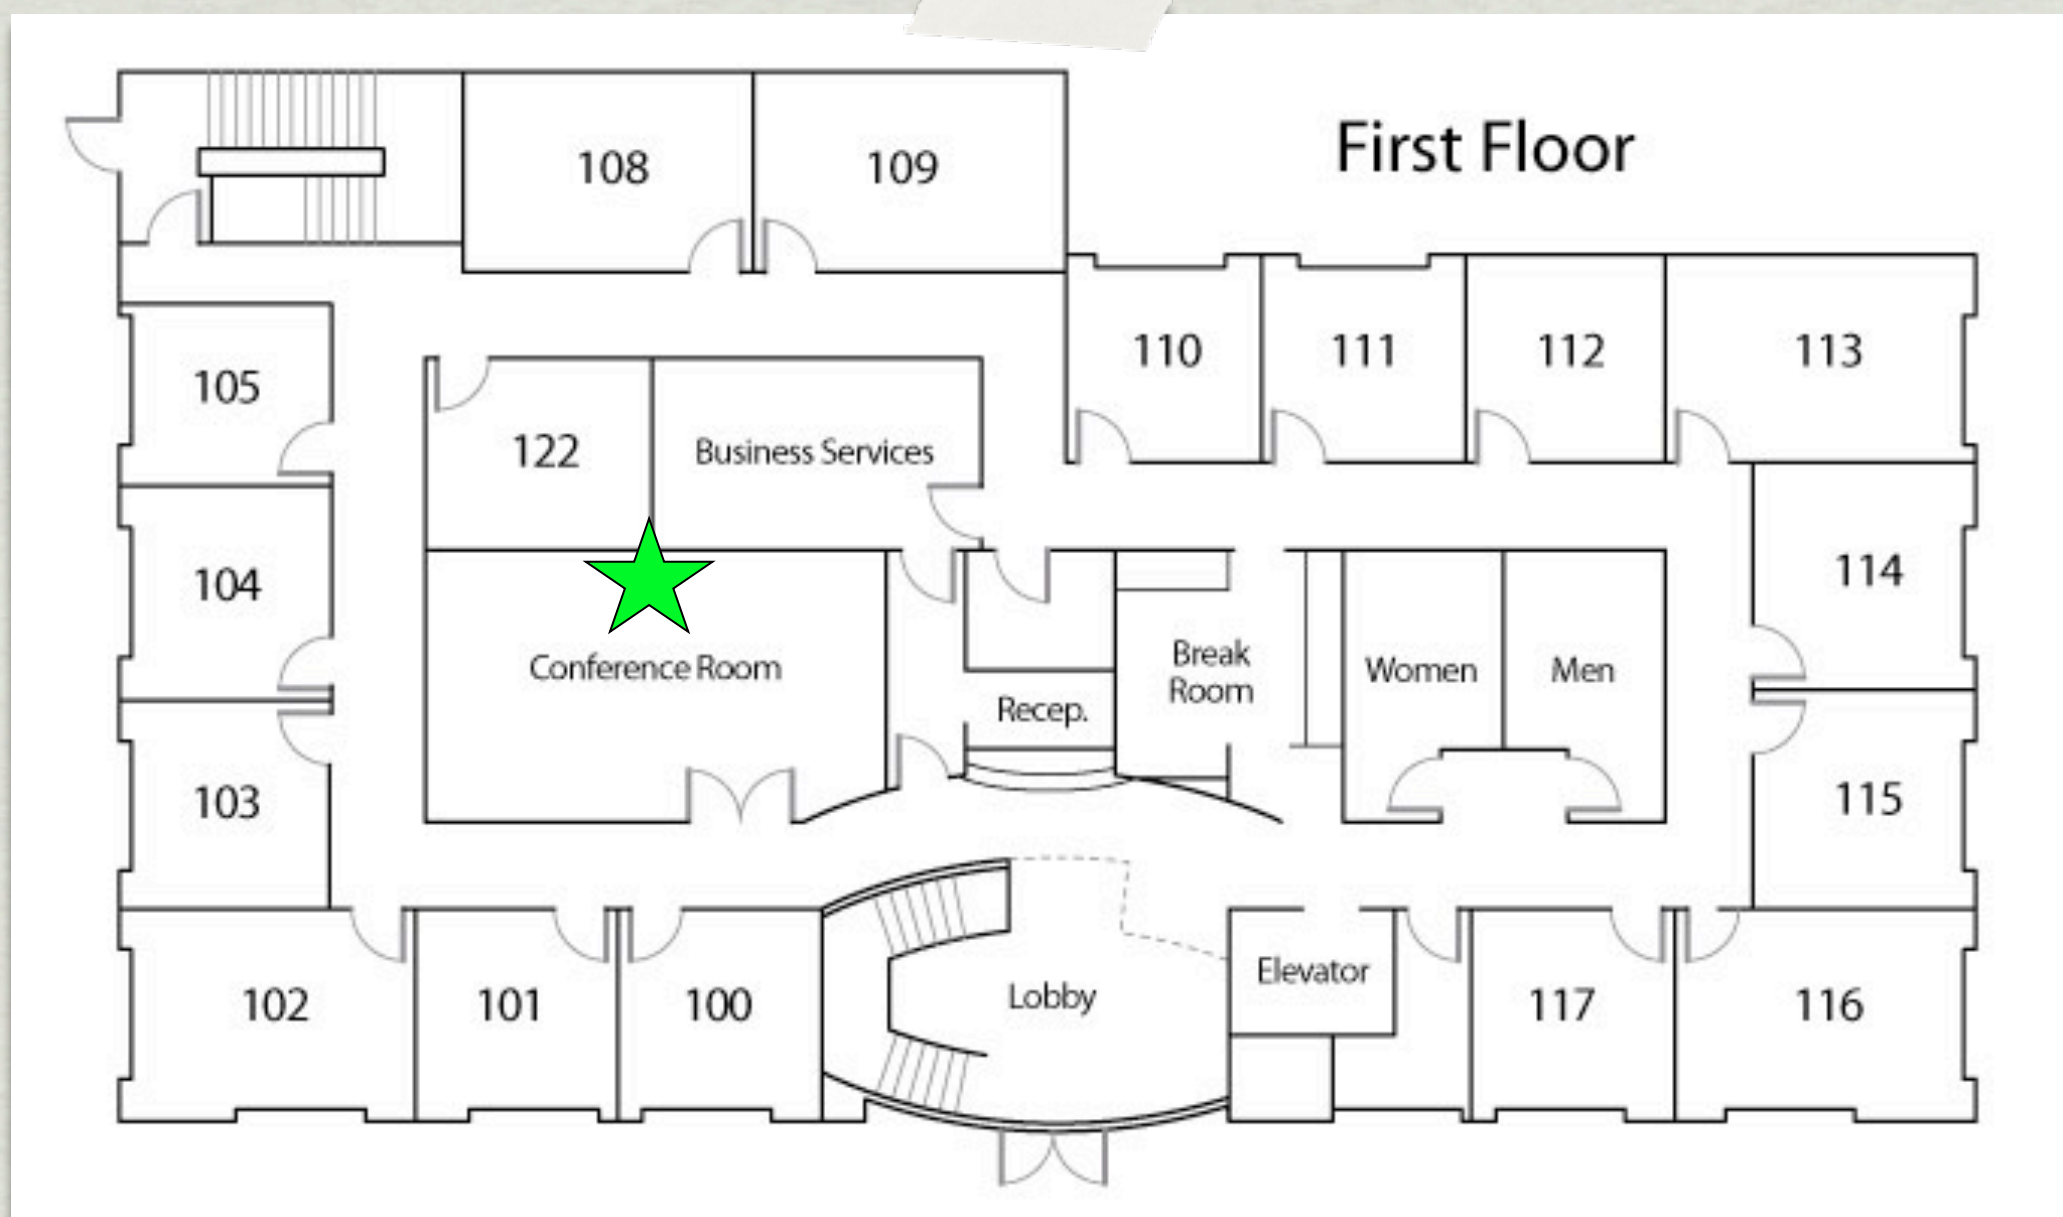 First Floor
108
109
105
110
111
112
113
122
Business Services
104
114
Conference Room
Break
Room
Women
Men
Recep.
103
115
102
101
100
Lobby
Elevator
117
116